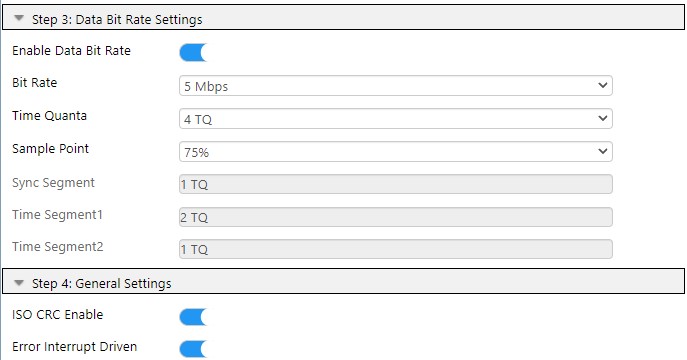 Step 3: Data Bit Rate Settings
Enable Data Bit Rate
Bit Rate 5 Mbps
Time Quanta 4 TQ
Sample Point 75%
Sync Segment 1 TQ
Time Segment1 2 TQ
Time Segment2 1 TQ
Step 4: General Settings
ISO CRC Enable
Error Interrupt Driven